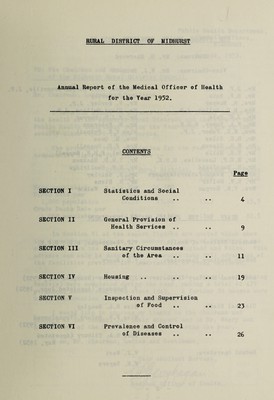 RURAL DISTRICT OF MIDHURST
Annual Report of the Medical Officer of Health
for the Year 1952.
CONTENTS
Page
SECTION I Statistics and Social
Conditions .. .. 4
SECTION II General Provision of
Health Services .. .. 9
SECTION III Sanitary Circumstances
of the Area .. .. 11
SECTION IV Housing .. .. .. 19
SECTION V Inspection and Supervision
of Food .. .. 23
SECTION VI Prevalence and Control
of Diseases .. .. 26